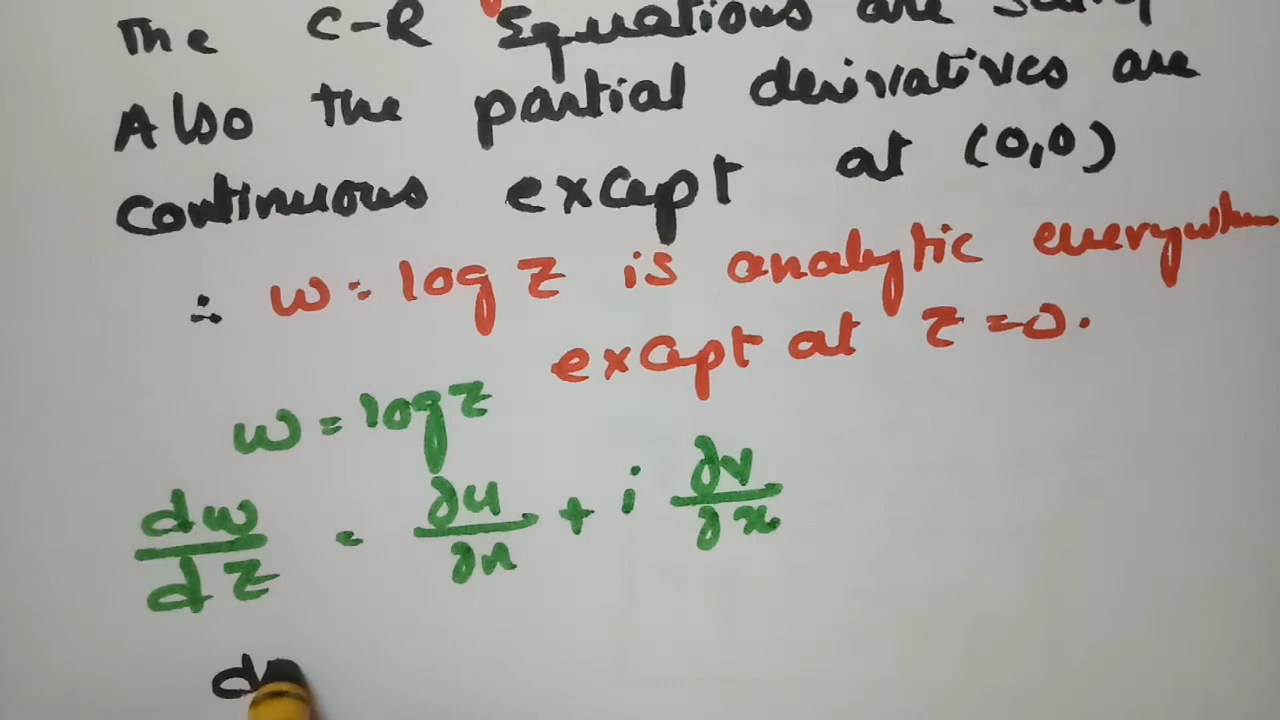 The C-R Equations are
Also the partial derivatives are
continuous except at (0,0)
∴ w = log z is analytic everywhere
except at z = 0.
w = log z
dw/dz = ∂u/∂x + i ∂v/∂x